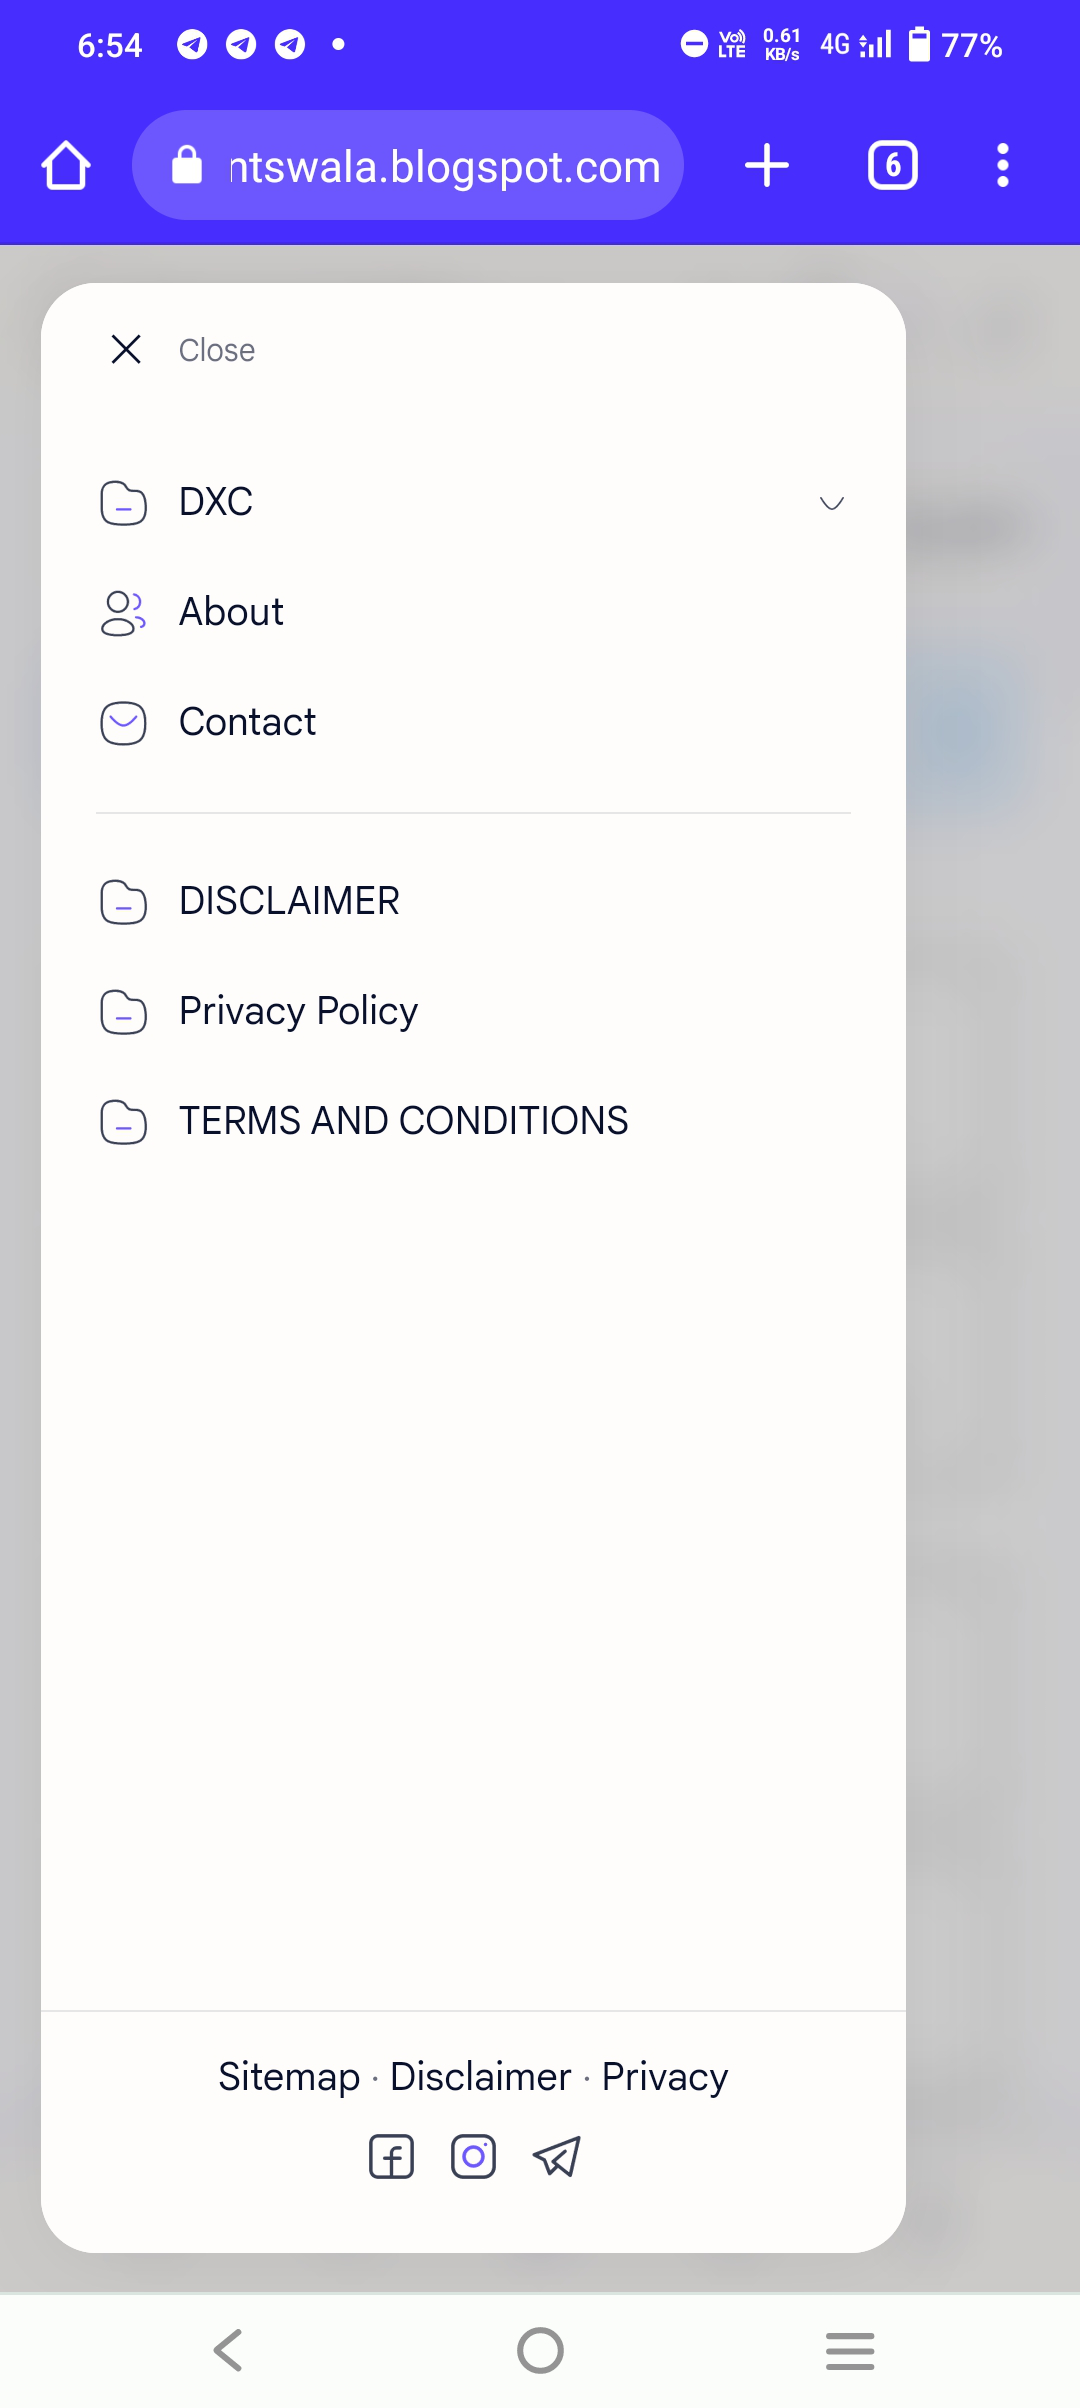 6:54
Vo) LTE
0.61 KB/s
4G
77%
ntswala.blogspot.com
6
Close
DXC
About
Contact
DISCLAIMER
Privacy Policy
TERMS AND CONDITIONS
Sitemap · Disclaimer · Privacy